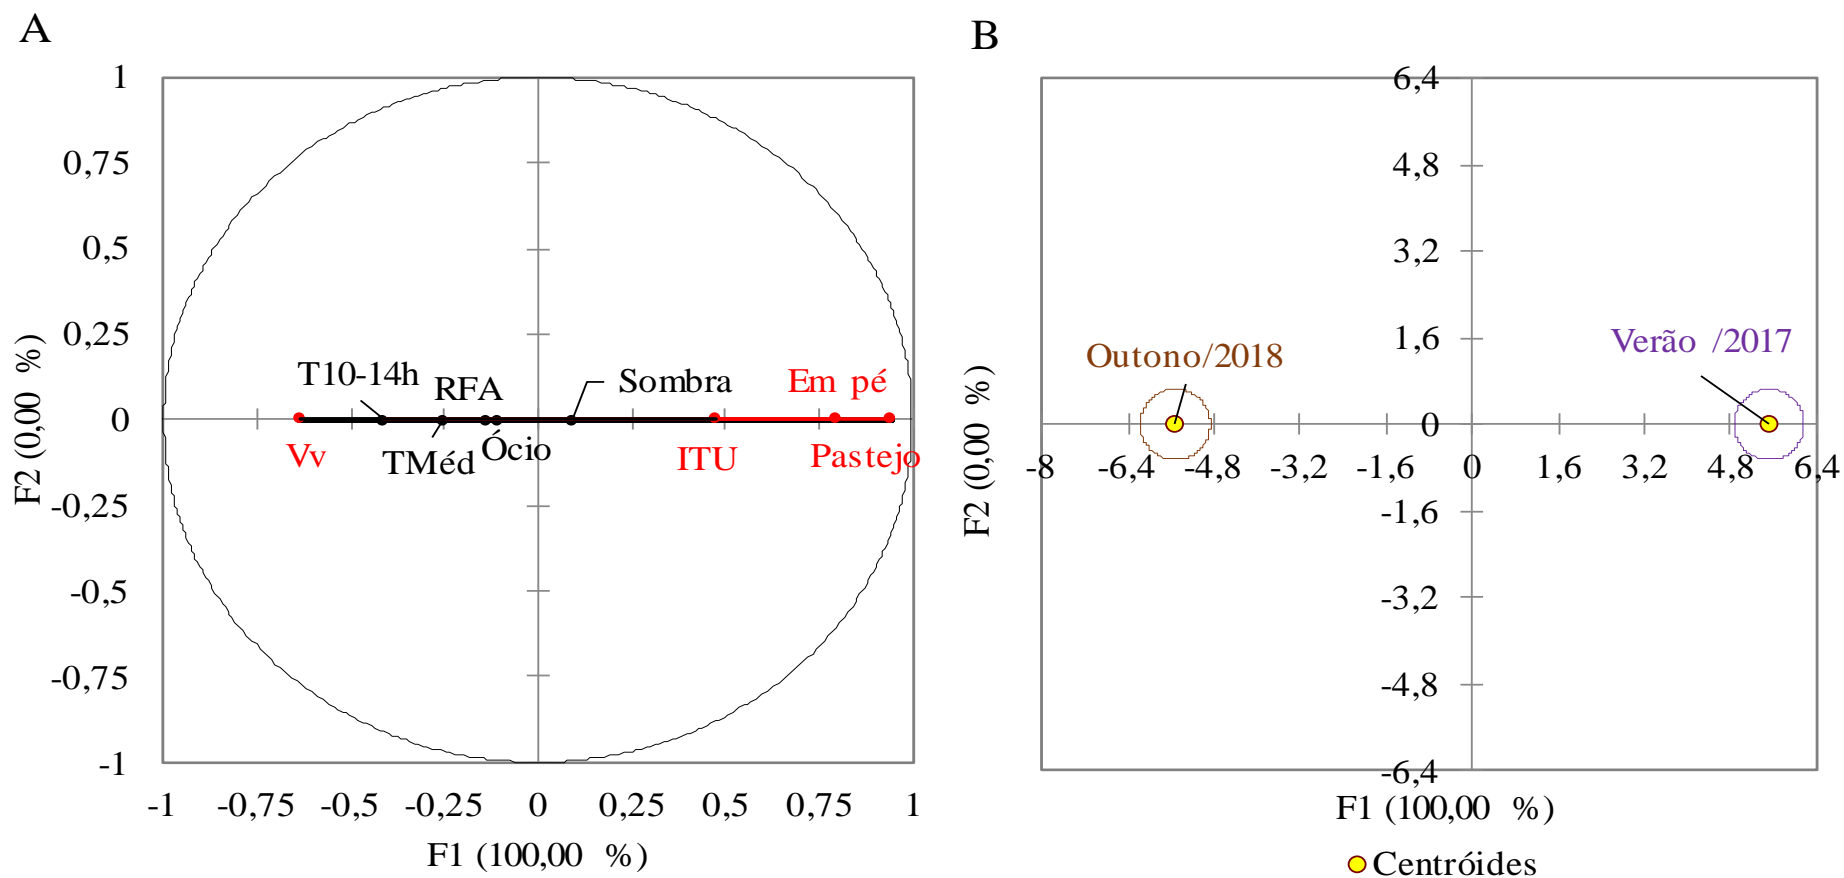 A
1
0,75
0,5
0,25
0
-0,25
-0,5
-0,75
-1
F2 (0,00 %)
T10-14h
RFA
Sombra
Em pé
Vv
TMéd
Ócio
ITU
Pastejo
-1 -0,75 -0,5 -0,25 0 0,25 0,5 0,75 1
F1 (100,00 %)
B
6,4
4,8
3,2
1,6
0
-1,6
-3,2
-4,8
-6,4
F2 (0,00 %)
Outono/2018
Verão /2017
-8 -6,4 -4,8 -3,2 -1,6 0 1,6 3,2 4,8 6,4
F1 (100,00 %)
Centróides